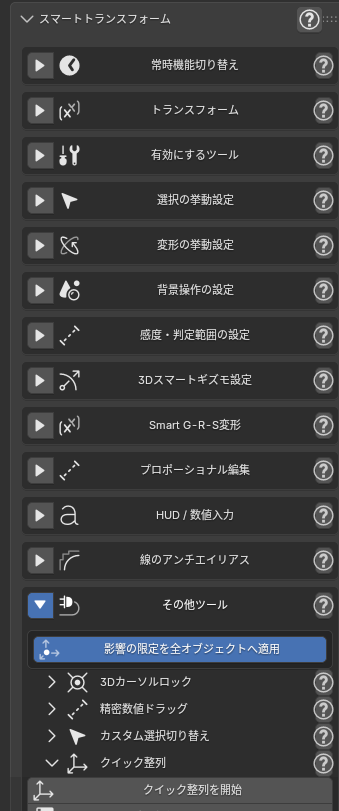 スマートトランスフォーム
常時機能切り替え
トランスフォーム
有効にするツール
選択の挙動設定
変形の挙動設定
背景操作の設定
感度・判定範囲の設定
3Dスマートギズモ設定
Smart G-R-S変形
プロポーショナル編集
HUD / 数値入力
線のアンチエイリアス
その他ツール
影響の限定を全オブジェクトへ適用
3Dカーソルロック
精密数値ドラッグ
カスタム選択切り替え
クイック整列
クイック整列を開始